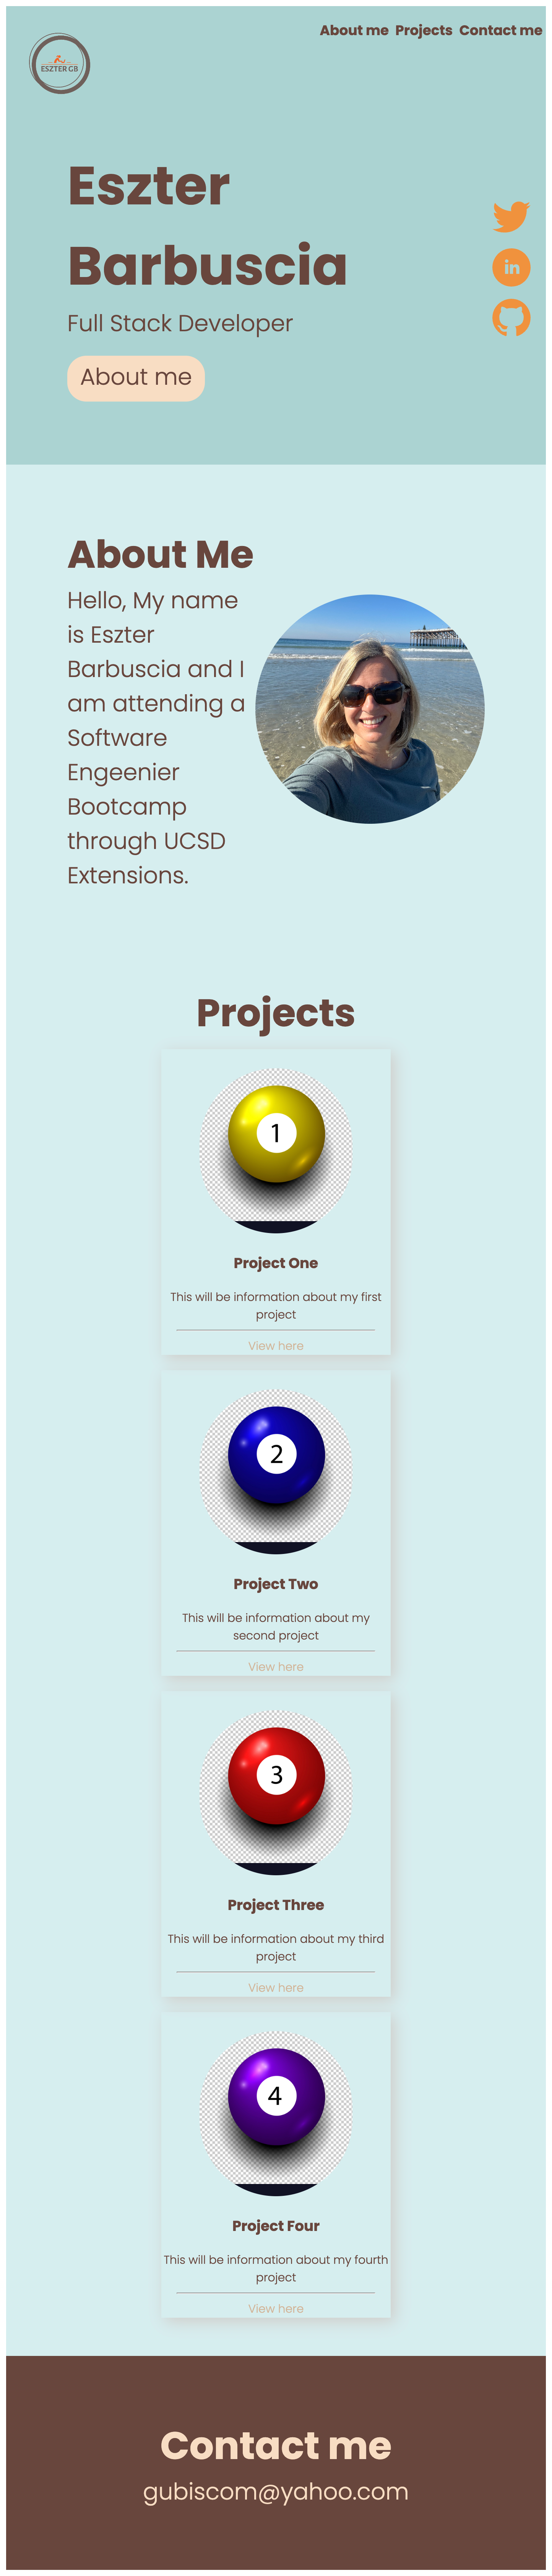 About me Projects Contact me
ESZTER GB
Eszter
Barbuscia
Full Stack Developer
About me
in
About Me
Hello, My name
is Eszter
Barbuscia and I
am attending a
Software
Engeenier
Bootcamp
through UCSD
Extensions.
Projects
1
Project One
This will be information about my first
project
View here
2
Project Two
This will be information about my
second project
View here
3
Project Three
This will be information about my third
project
View here
4
Project Four
This will be information about my fourth
project
View here
Contact me
gubiscom@yahoo.com